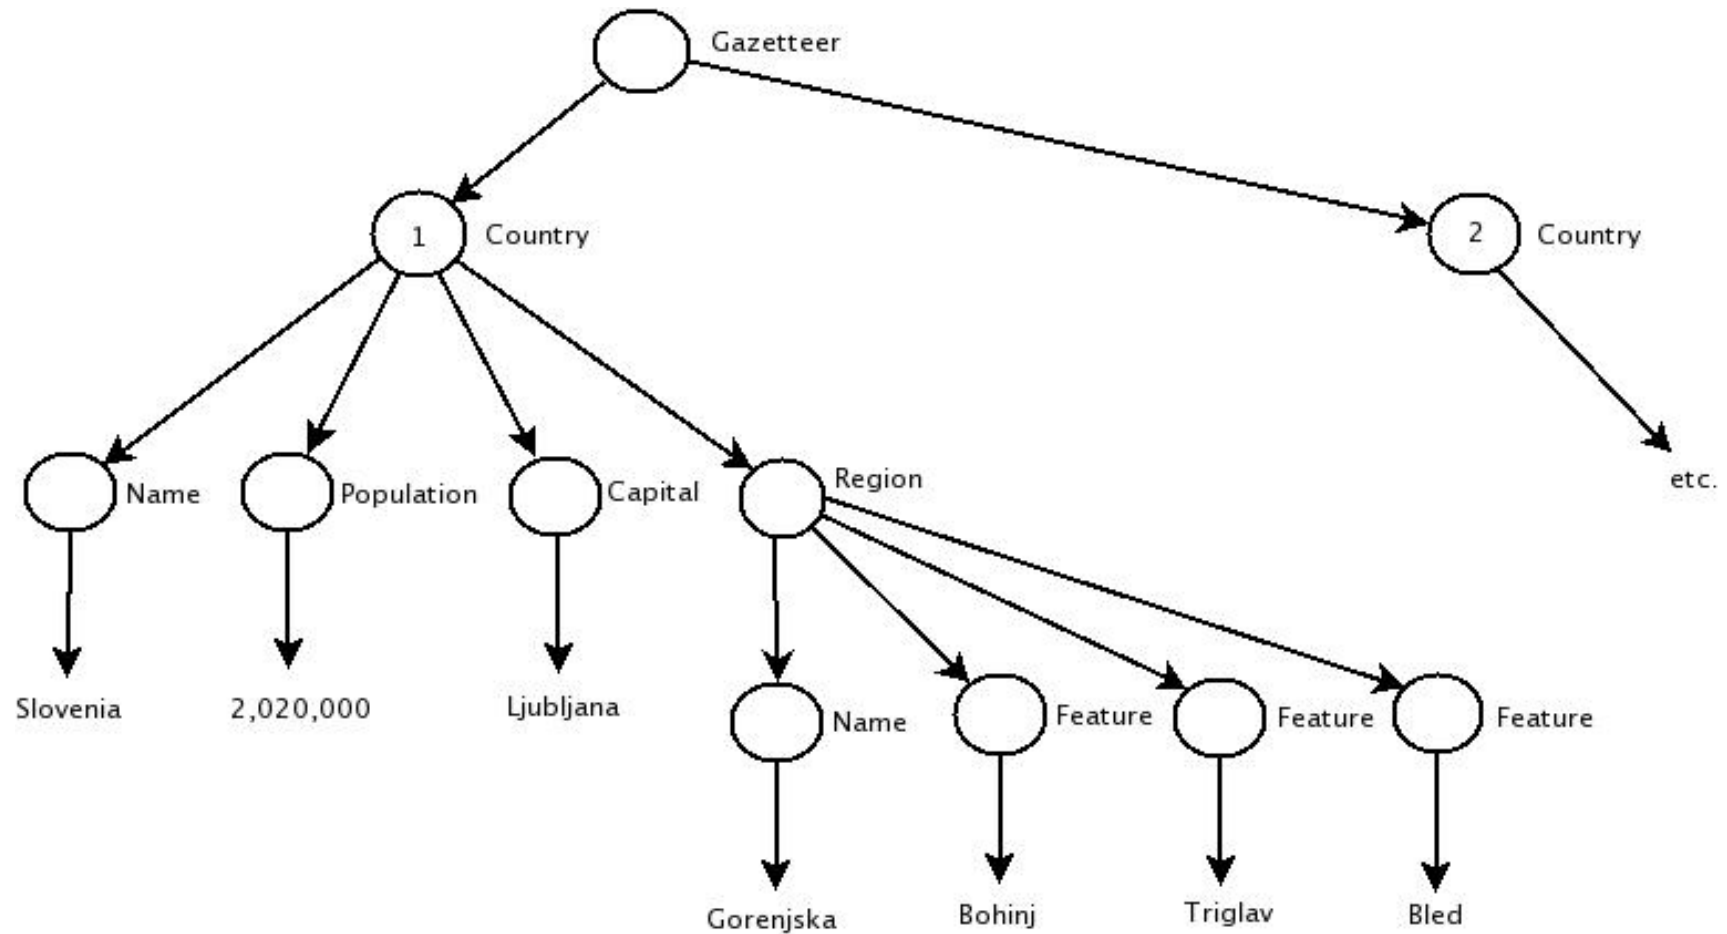 Gazetteer
1 Country
2 Country
Name
Population
Capital
Region
etc.
Slovenia
2,020,000
Ljubljana
Name
Feature
Feature
Feature
Gorenjska
Bohinj
Triglav
Bled